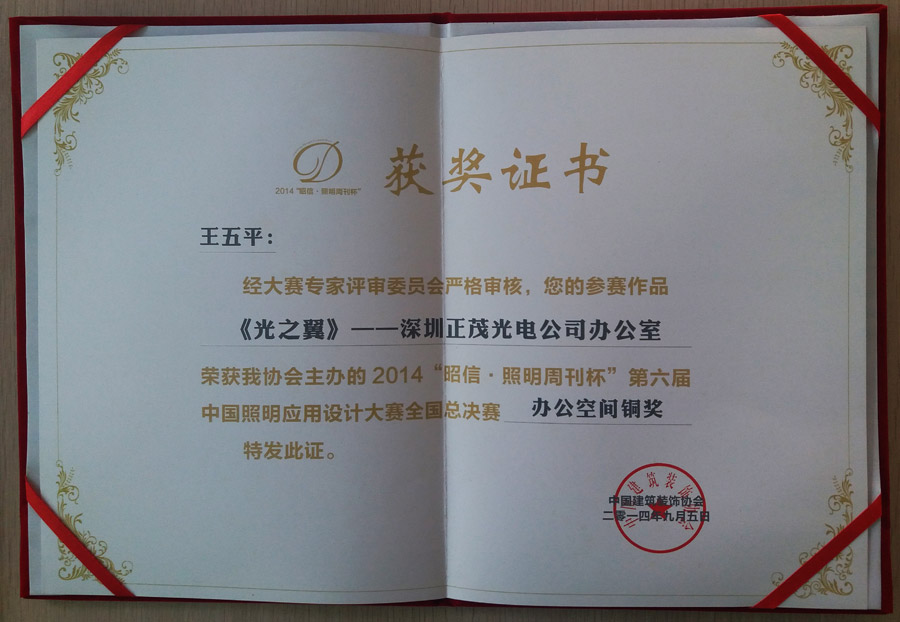 获奖证书
2014“昭信·照明周刊杯”
王五平：
经大赛专家评审委员会严格审核，您的参赛作品
《光之翼》——深圳正茂光电公司办公室
荣获我协会主办的 2014“昭信·照明周刊杯”第六届
中国照明应用设计大赛全国总决赛 办公空间铜奖
特发此证。
中国建筑装饰协会
二零一四年九月五日